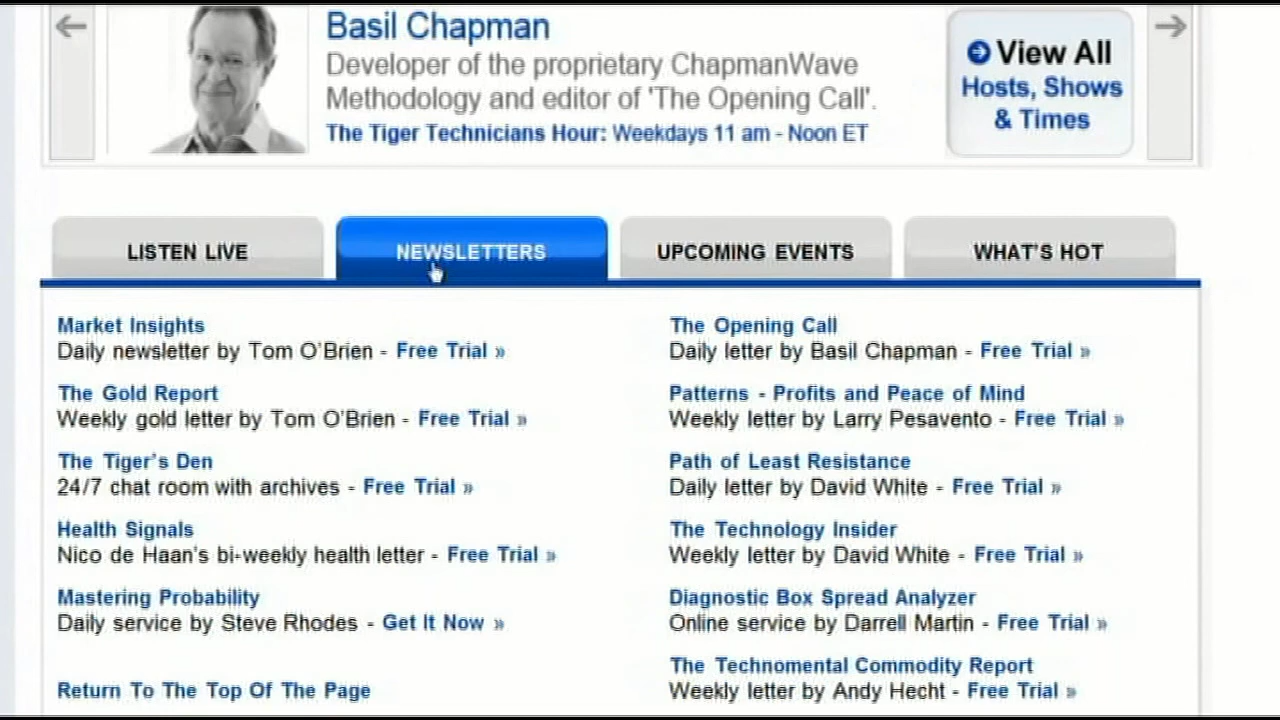 Basil Chapman
Developer of the proprietary ChapmanWave
Methodology and editor of 'The Opening Call'.
The Tiger Technicians Hour: Weekdays 11 am - Noon ET
View All
Hosts, Shows
& Times
LISTEN LIVE
NEWSLETTERS
UPCOMING EVENTS
WHAT'S HOT
Market Insights
Daily newsletter by Tom O'Brien - Free Trial »
The Gold Report
Weekly gold letter by Tom O'Brien - Free Trial »
The Tiger's Den
24/7 chat room with archives - Free Trial »
Health Signals
Nico de Haan's bi-weekly health letter - Free Trial »
Mastering Probability
Daily service by Steve Rhodes - Get It Now »
Return To The Top Of The Page
The Opening Call
Daily letter by Basil Chapman - Free Trial »
Patterns - Profits and Peace of Mind
Weekly letter by Larry Pesavento - Free Trial »
Path of Least Resistance
Daily letter by David White - Free Trial »
The Technology Insider
Weekly letter by David White - Free Trial »
Diagnostic Box Spread Analyzer
Online service by Darrell Martin - Free Trial »
The Technomental Commodity Report
Weekly letter by Andy Hecht - Free Trial »